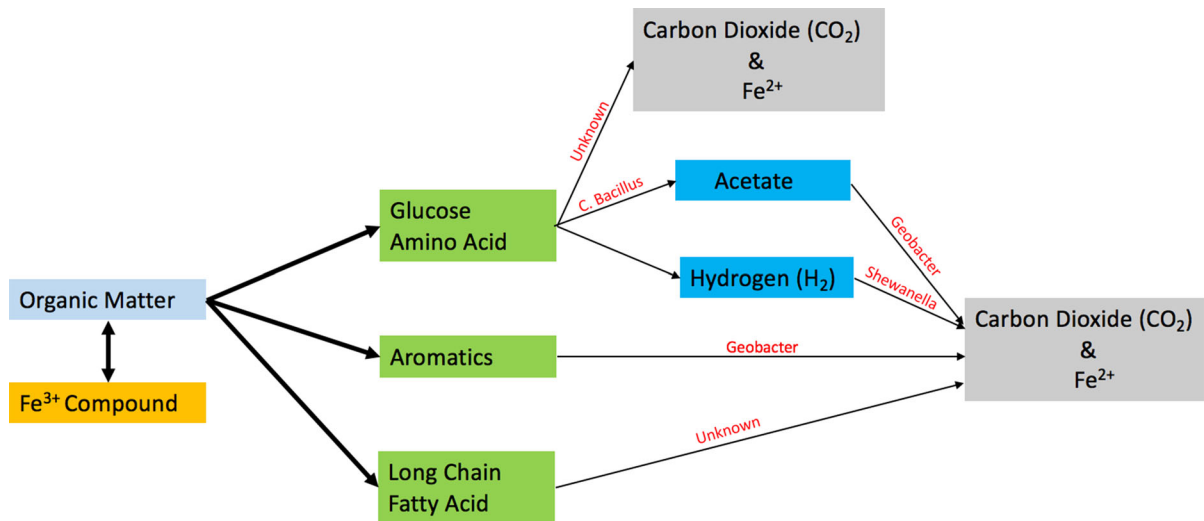 Carbon Dioxide (CO₂)
&
Fe²⁺
Unknown
C. Bacillus
Acetate
Glucose
Amino Acid
Geobacter
Hydrogen (H₂)
Shewanella
Organic Matter
Carbon Dioxide (CO₂)
&
Fe²⁺
Aromatics
Geobacter
Fe³⁺ Compound
Unknown
Long Chain
Fatty Acid